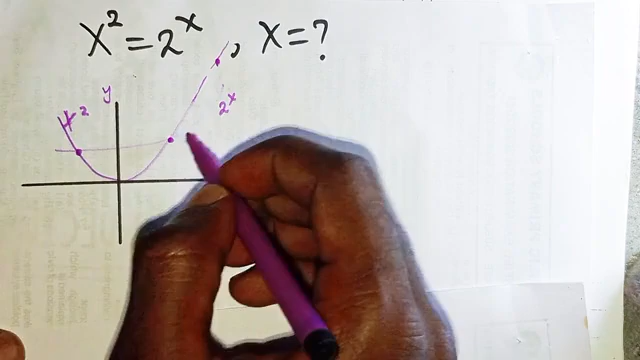 x² = 2ˣ, x = ?
y
x²
2ˣ